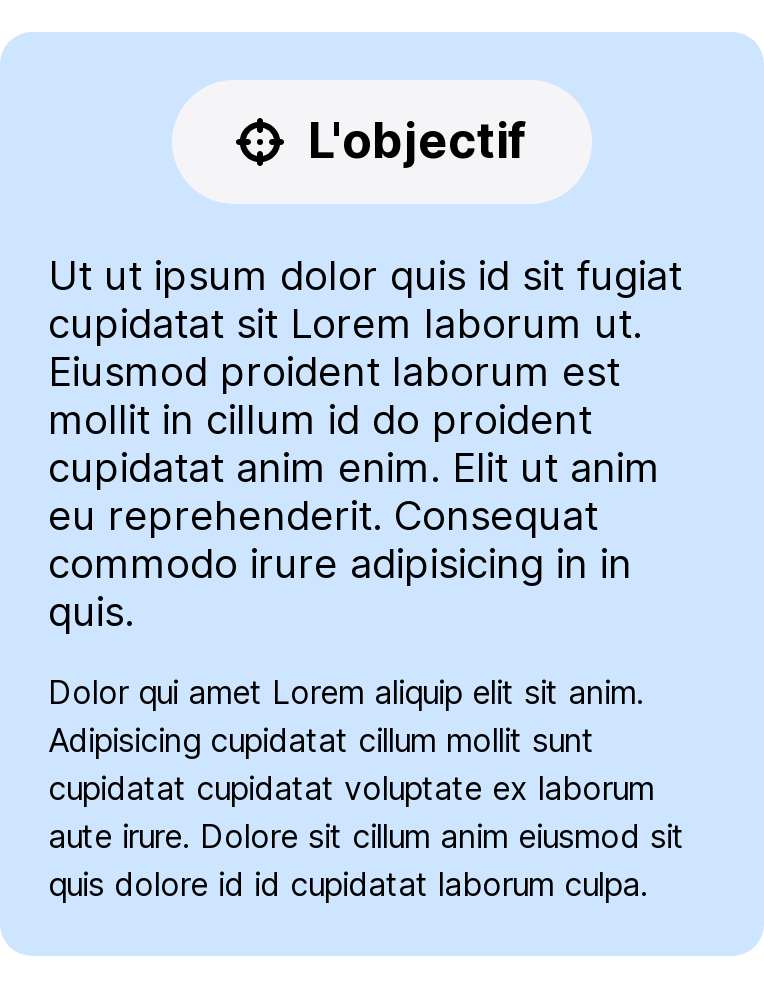 L'objectif
Ut ut ipsum dolor quis id sit fugiat
cupidatat sit Lorem laborum ut.
Eiusmod proident laborum est
mollit in cillum id do proident
cupidatat anim enim. Elit ut anim
eu reprehenderit. Consequat
commodo irure adipisicing in in
quis.
Dolor qui amet Lorem aliquip elit sit anim.
Adipisicing cupidatat cillum mollit sunt
cupidatat cupidatat voluptate ex laborum
aute irure. Dolore sit cillum anim eiusmod sit
quis dolore id id cupidatat laborum culpa.